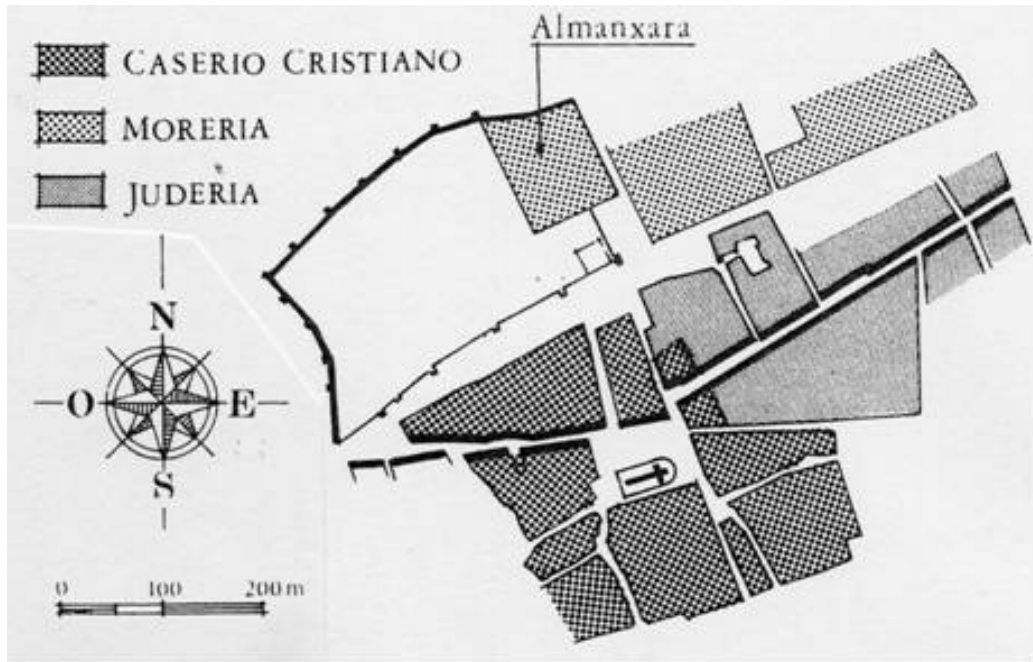 Almanxara
CASERIO CRISTIANO
MORERIA
JUDERIA
N
O E
S
0 100 200 m